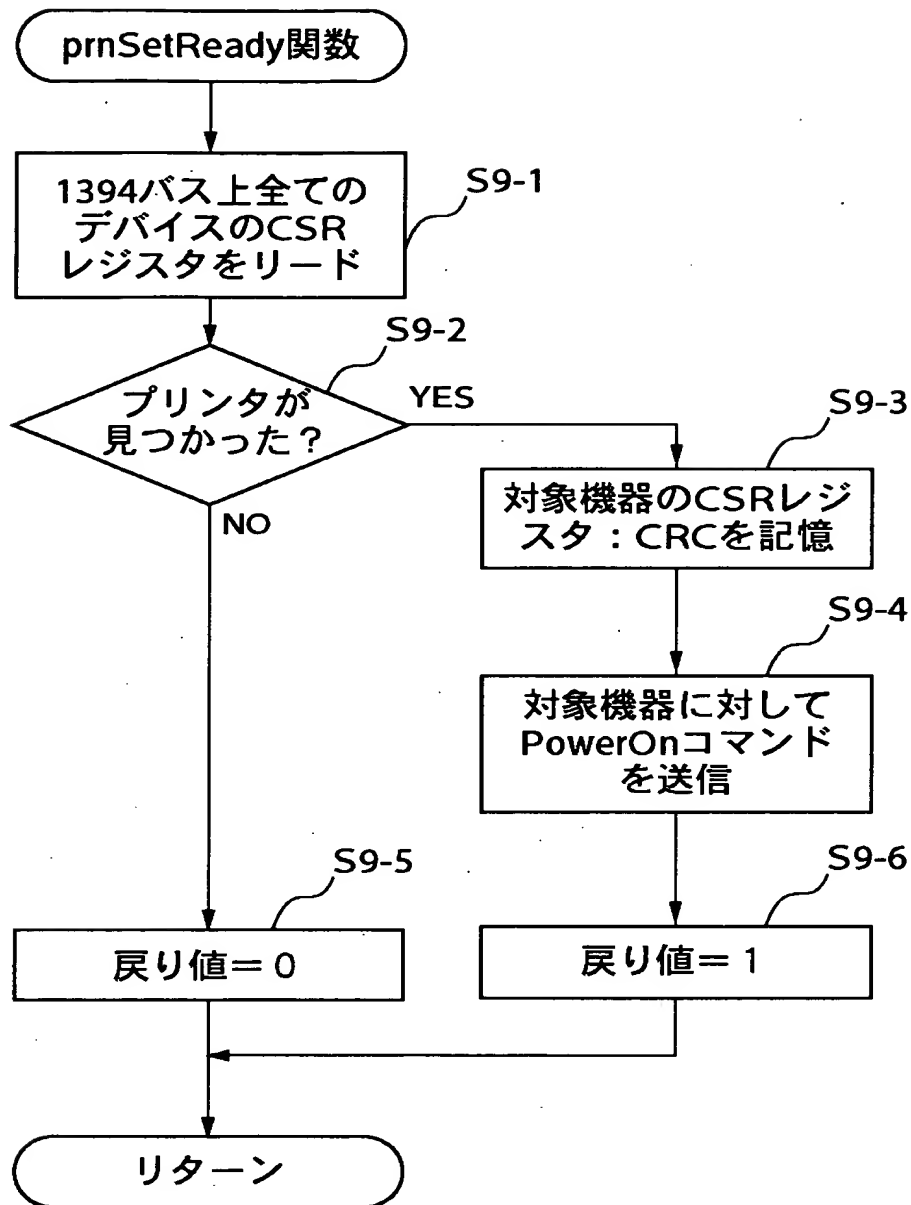 prnSetReady関数
1394バス上全ての
デバイスのCSR
レジスタをリード
S9-1
S9-2
プリンタが
見つかった?
YES
NO
S9-3
対象機器のCSRレジ
スタ:CRCを記憶
S9-4
対象機器に対して
PowerOnコマンド
を送信
S9-5
戻り値=0
S9-6
戻り値=1
リターン